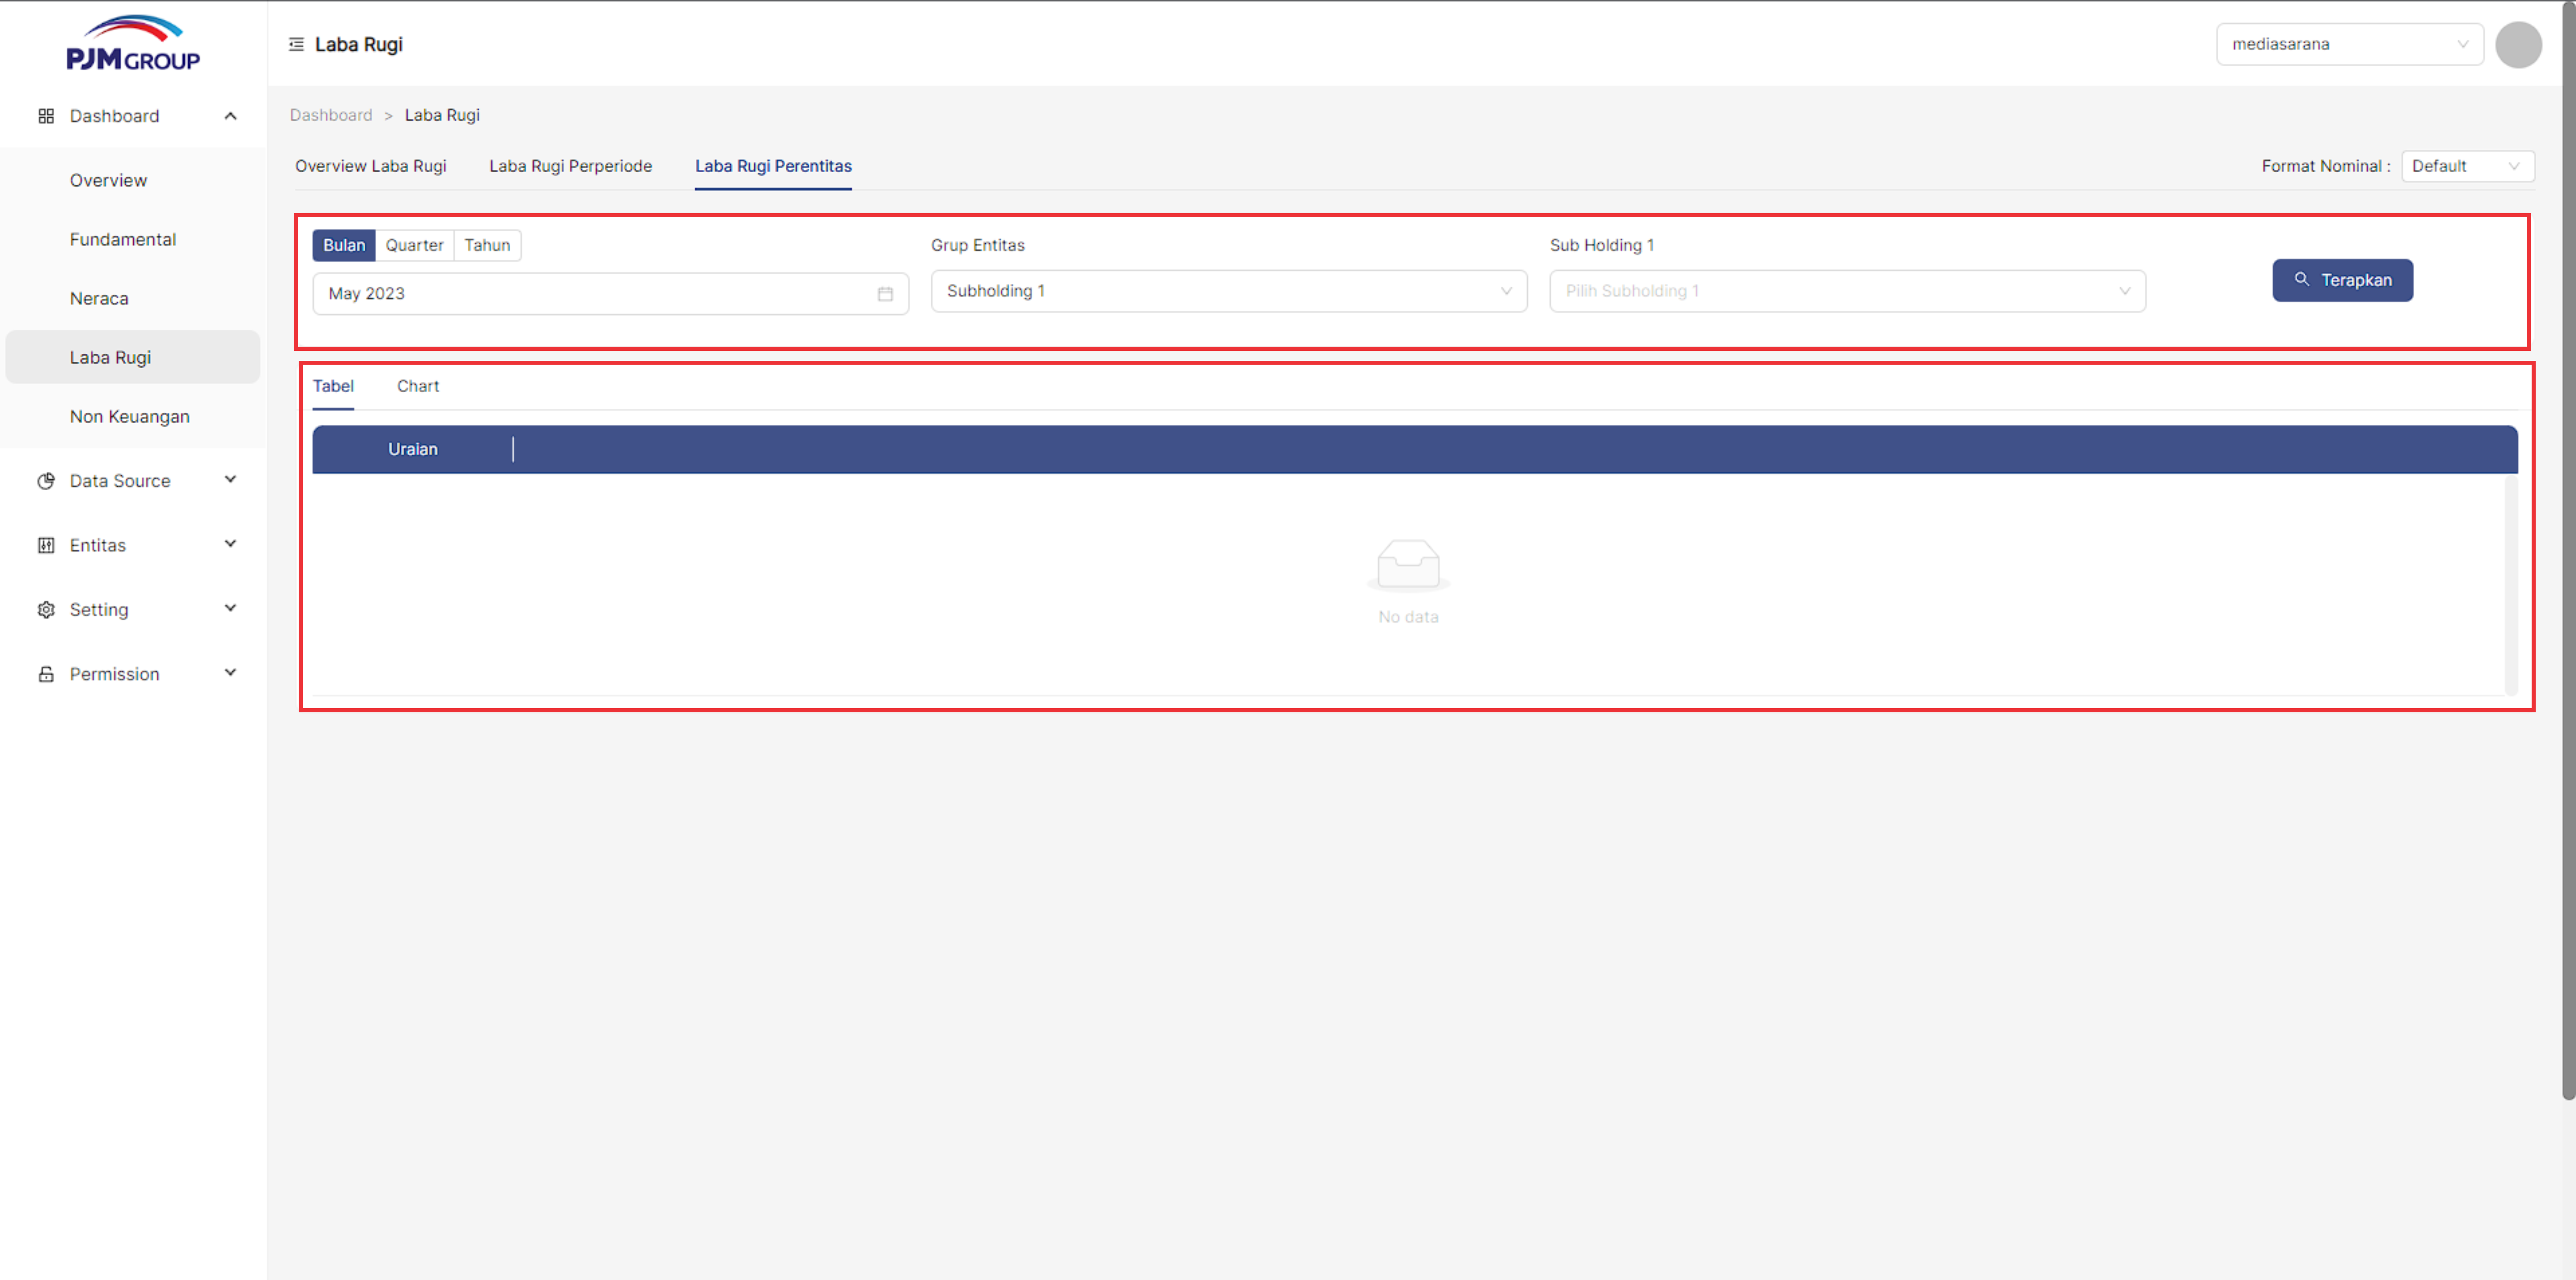 PJM GROUP
Laba Rugi
mediasarana
Dashboard
Overview
Fundamental
Neraca
Laba Rugi
Non Keuangan
Data Source
Entitas
Setting
Permission
Dashboard > Laba Rugi
Overview Laba Rugi Laba Rugi Perperiode Laba Rugi Perentitas
Format Nominal : Default
Bulan Quarter Tahun
May 2023
Grup Entitas
Subholding 1
Sub Holding 1
Pilih Subholding 1
Terapkan
Tabel Chart
Uraian
No data